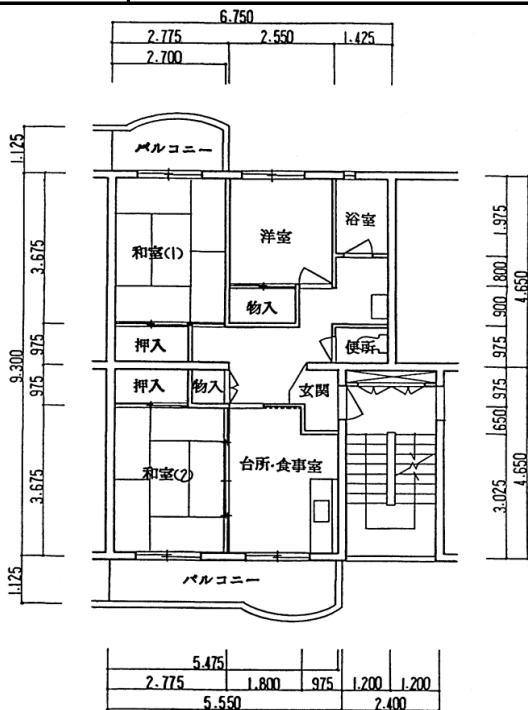 6.750
2.775 2.550 1.425
2.700
1.125
バルコニー
3.675
和室(1)
洋室
浴室
1.975
4.650
800
物入
900
975
押入
便所
975
9.300
975
押入
物入
玄関
975
650
3.675
和室(2)
台所・食事室
3.025
4.650
1.125
バルコニー
5.475
2.775 1.800 975 1.200 1.200
5.550 2.400